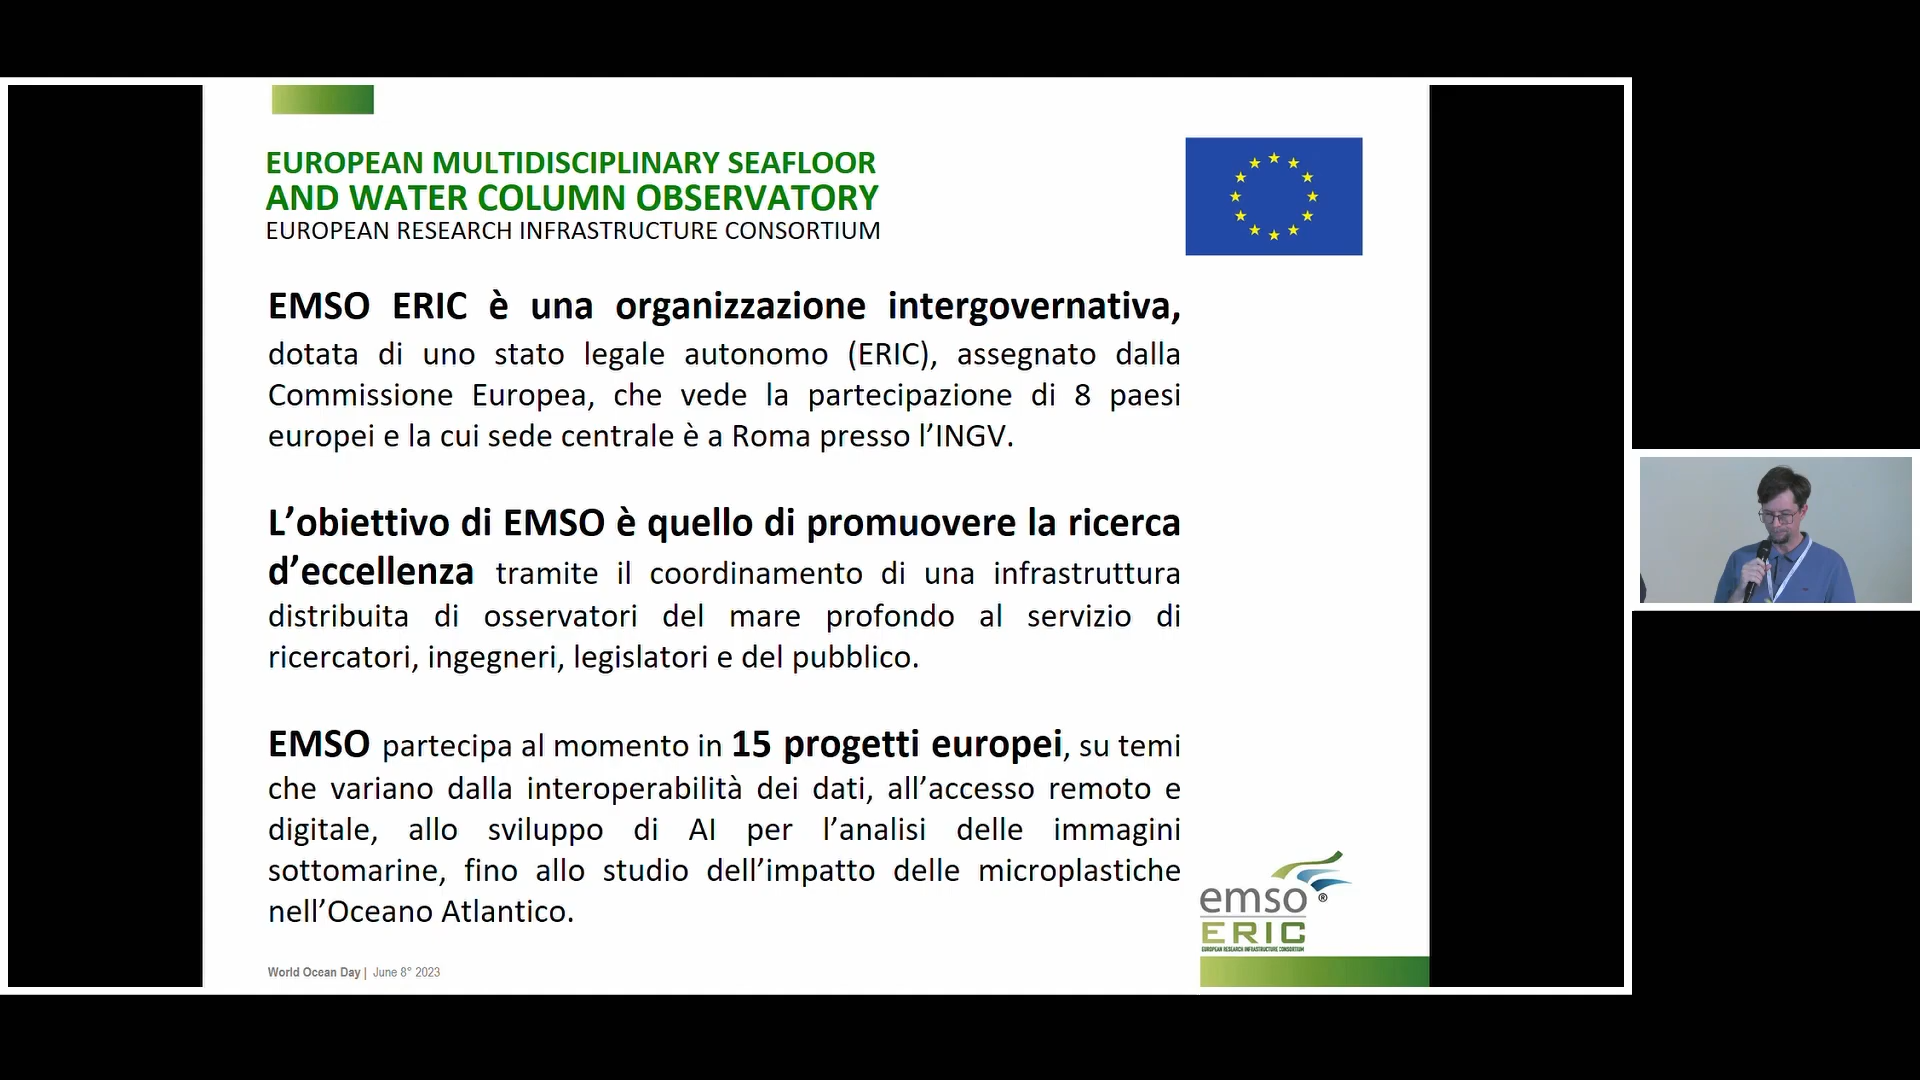 EUROPEAN MULTIDISCIPLINARY SEAFLOOR
AND WATER COLUMN OBSERVATORY
EUROPEAN RESEARCH INFRASTRUCTURE CONSORTIUM
EMSO ERIC è una organizzazione intergovernativa,
dotata di uno stato legale autonomo (ERIC), assegnato dalla
Commissione Europea, che vede la partecipazione di 8 paesi
europei e la cui sede centrale è a Roma presso l’INGV.
L’obiettivo di EMSO è quello di promuovere la ricerca
d’eccellenza tramite il coordinamento di una infrastruttura
distribuita di osservatori del mare profondo al servizio di
ricercatori, ingegneri, legislatori e del pubblico.
EMSO partecipa al momento in 15 progetti europei, su temi
che variano dalla interoperabilità dei dati, all’accesso remoto e
digitale, allo sviluppo di AI per l’analisi delle immagini
sottomarine, fino allo studio dell’impatto delle microplastiche
nell’Oceano Atlantico.
emso ®
ERIC
EUROPEAN RESEARCH INFRASTRUCTURE CONSORTIUM
World Ocean Day | June 8° 2023